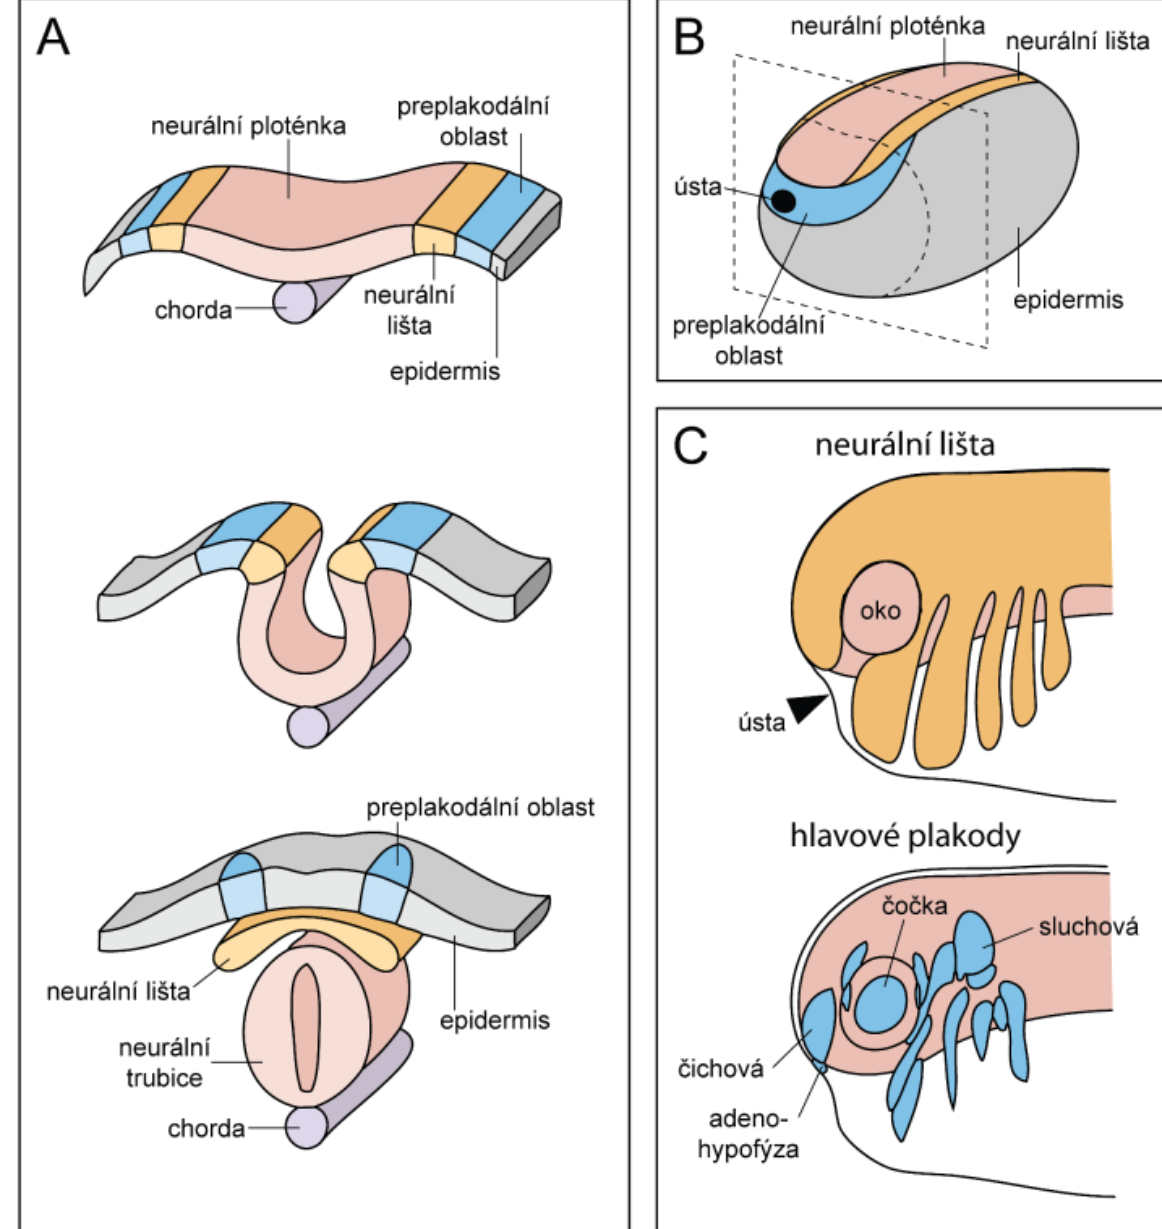 A
neurální ploténka
preplakodální
oblast
chorda
neurální
lišta
epidermis
preplakodální oblast
neurální lišta
epidermis
neurální
trubice
chorda
B
neurální ploténka
neurální lišta
ústa
epidermis
preplakodální
oblast
C
neurální lišta
oko
ústa
hlavové plakody
čočka
sluchová
čichová
adeno-
hypofýza